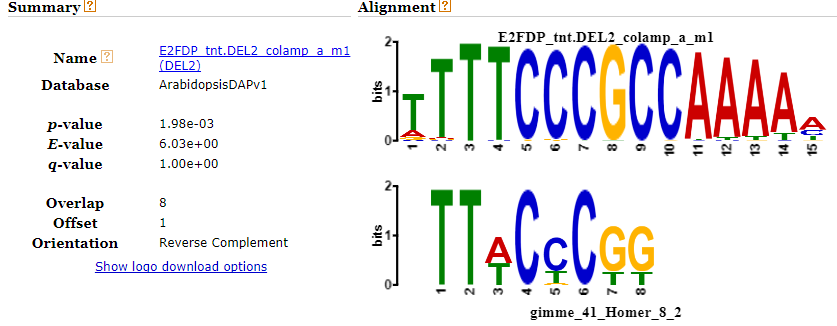 Summary ?
Name ? E2FDP_tnt.DEL2_colamp_a_m1
(DEL2)
Database ArabidopsisDAPv1
p-value 1.98e-03
E-value 6.03e+00
q-value 1.00e+00
Overlap 8
Offset 1
Orientation Reverse Complement
Show logo download options
Alignment ?
E2FDP_tnt.DEL2_colamp_a_m1
2
1
0
bits
TTTTCCCGCCAAAAA
1 2 3 4 5 6 7 8 9 10 11 12 13 14 15
2
1
0
bits
TTACCCGG
1 2 3 4 5 6 7 8
gimme_41_Homer_8_2